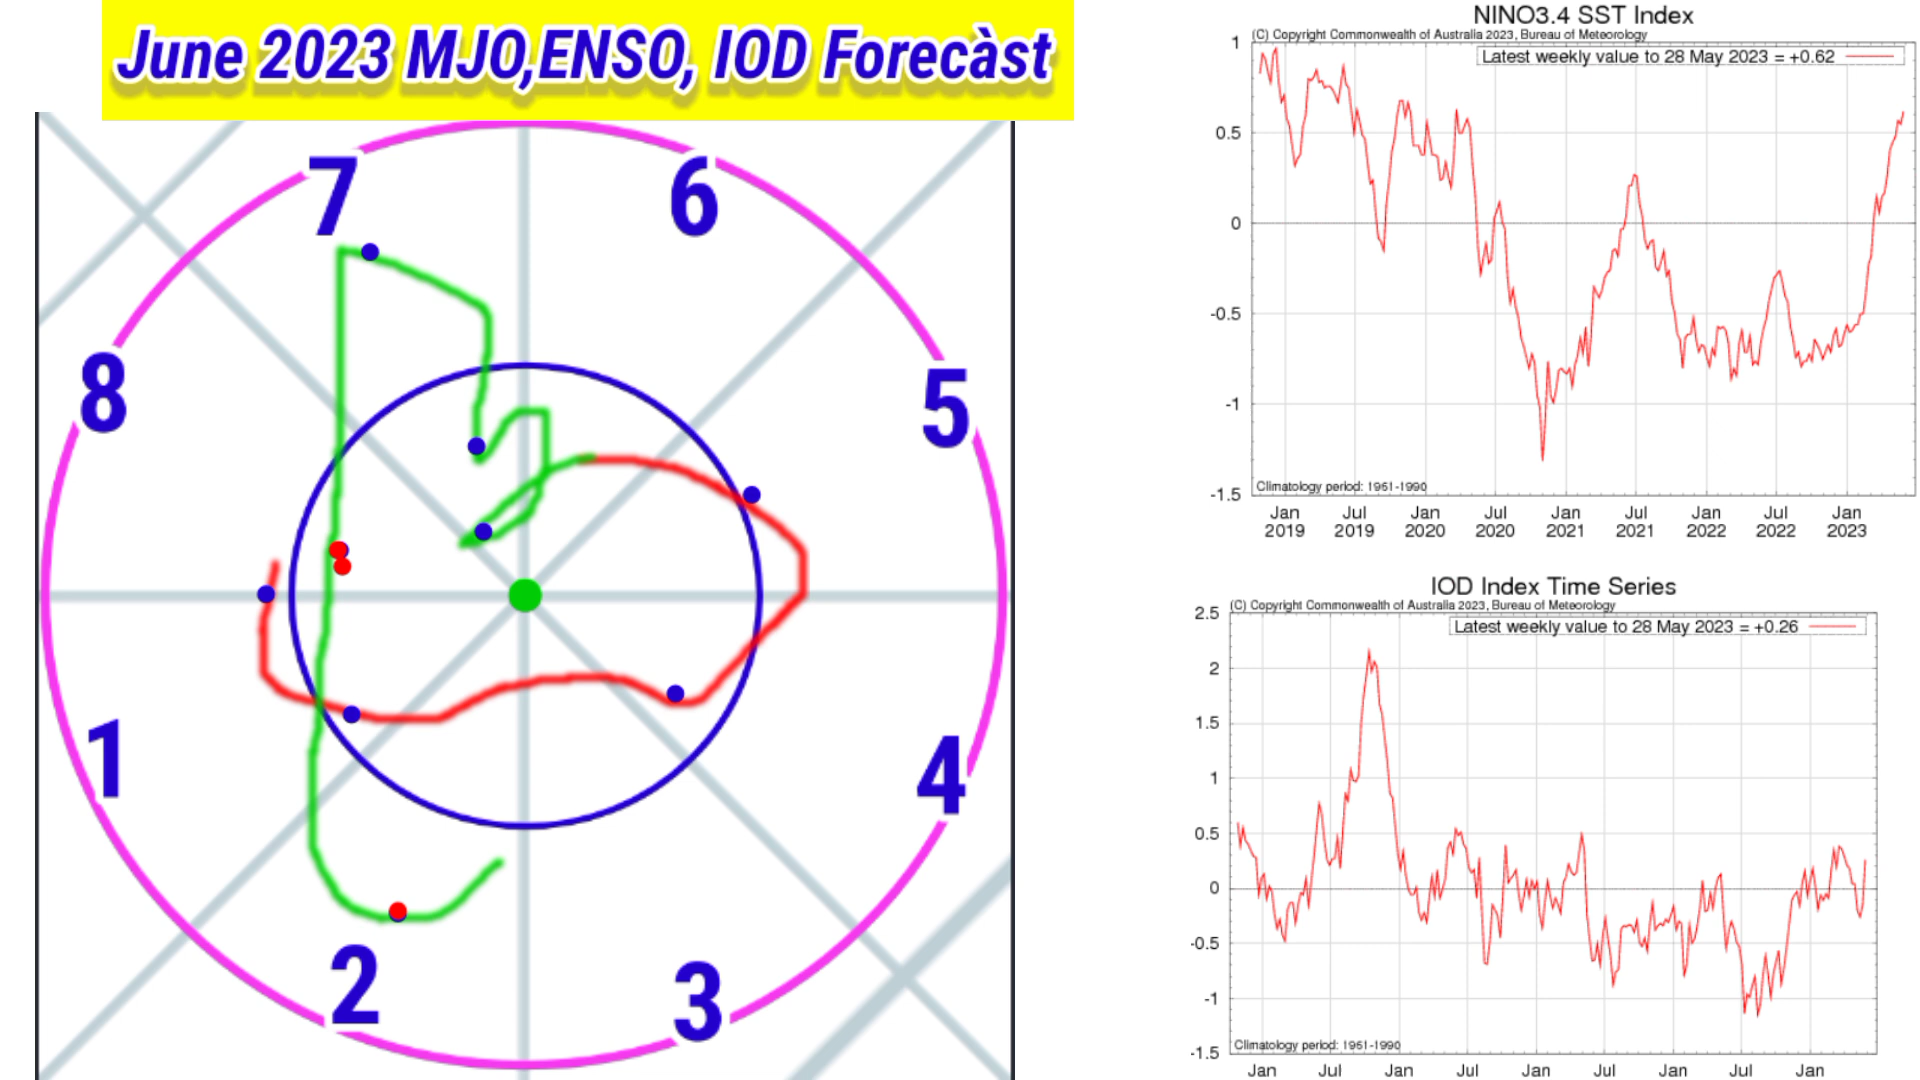 June 2023 MJO,ENSO, IOD Forecàst
7
6
8
5
1
4
2
3
NINO3.4 SST Index
(C) Copyright Commonwealth of Australia 2023, Bureau of Meteorology
Latest weekly value to 28 May 2023 = +0.62
1
0.5
0
-0.5
-1
-1.5
Climatology period: 1961-1990
Jan Jul Jan Jul Jan Jul Jan Jul Jan
2019 2019 2020 2020 2021 2021 2022 2022 2023
IOD Index Time Series
(C) Copyright Commonwealth of Australia 2023, Bureau of Meteorology
2.5
Latest weekly value to 28 May 2023 = +0.26
2
1.5
1
0.5
0
-0.5
-1
-1.5
Climatology period: 1961-1990
Jan Jul Jan Jul Jan Jul Jan Jul Jan